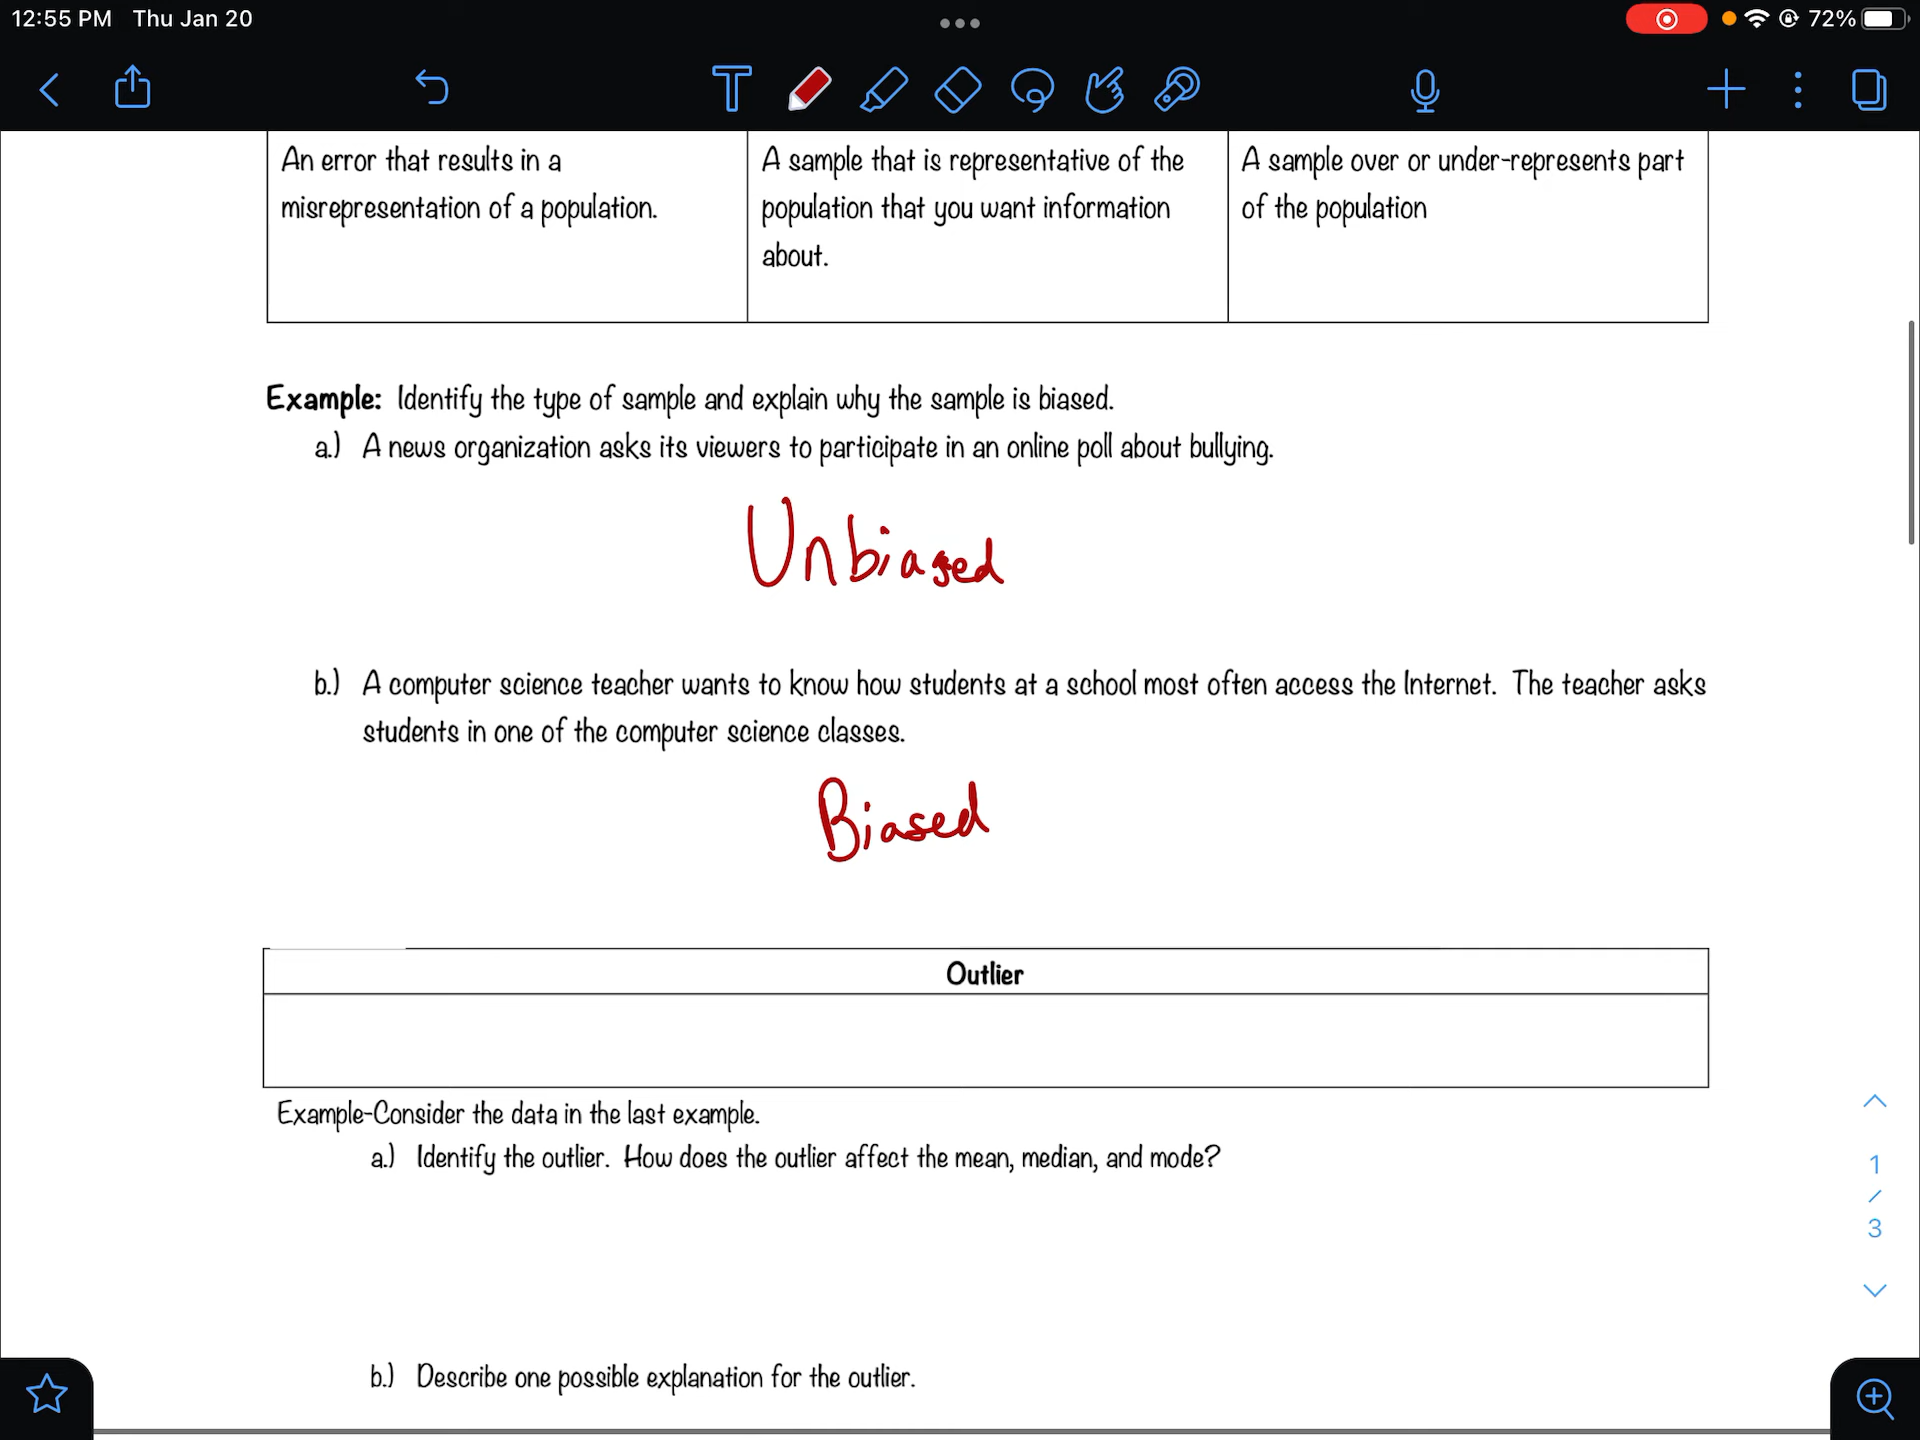 12:55 PM Thu Jan 20
72%
An error that results in a
misrepresentation of a population.
A sample that is representative of the
population that you want information
about.
A sample over or under-represents part
of the population
Example: Identify the type of sample and explain why the sample is biased.
a.) A news organization asks its viewers to participate in an online poll about bullying.
Unbiased
b.) A computer science teacher wants to know how students at a school most often access the Internet. The teacher asks
students in one of the computer science classes.
Biased
Outlier
Example-Consider the data in the last example.
a.) Identify the outlier. How does the outlier affect the mean, median, and mode?
1
/
3
b.) Describe one possible explanation for the outlier.